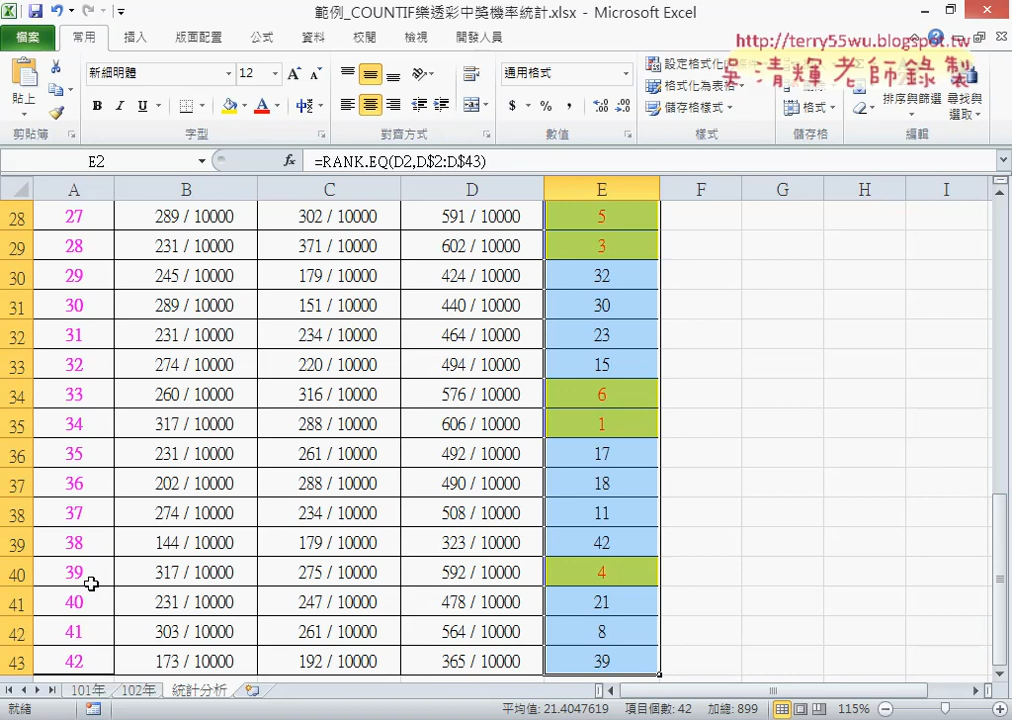 範例_COUNTIF樂透彩中獎機率統計.xlsx - Microsoft Excel
檔案 常用 插入 版面配置 公式 資料 校閱 檢視 開發人員
http://terry55wu.blogspot.tw
吳清輝老師錄製
貼上 新細明體 12 通用格式 設定格式化 格式化為表格 儲存格樣式 格式 排序與篩選 尋找與選取
剪貼簿 字型 對齊方式 數值 樣式 儲存格 編輯
E2 fx =RANK.EQ(D2,D$2:D$43)
A B C D E F G H I
28 27 289 / 10000 302 / 10000 591 / 10000 5
29 28 231 / 10000 371 / 10000 602 / 10000 3
30 29 245 / 10000 179 / 10000 424 / 10000 32
31 30 289 / 10000 151 / 10000 440 / 10000 30
32 31 231 / 10000 234 / 10000 464 / 10000 23
33 32 274 / 10000 220 / 10000 494 / 10000 15
34 33 260 / 10000 316 / 10000 576 / 10000 6
35 34 317 / 10000 288 / 10000 606 / 10000 1
36 35 231 / 10000 261 / 10000 492 / 10000 17
37 36 202 / 10000 288 / 10000 490 / 10000 18
38 37 274 / 10000 234 / 10000 508 / 10000 11
39 38 144 / 10000 179 / 10000 323 / 10000 42
40 39 317 / 10000 275 / 10000 592 / 10000 4
41 40 231 / 10000 247 / 10000 478 / 10000 21
42 41 303 / 10000 261 / 10000 564 / 10000 8
43 42 173 / 10000 192 / 10000 365 / 10000 39
101年 102年 統計分析
就緒 平均值: 21.4047619 項目個數: 42 加總: 899 115%